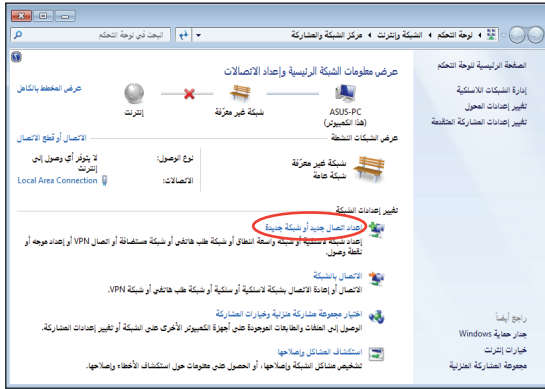 لوحة التحكم ◂ الشبكة وإنترنت ◂ مركز الشبكة والمشاركة
البحث في لوحة التحكم
الصفحة الرئيسية للوحة التحكم
إدارة الشبكات اللاسلكية
تغيير إعدادات المحول
تغيير إعدادات المشاركة المتقدمة
عرض معلومات الشبكة الرئيسية وإعداد الاتصالات
عرض المخطط بالكامل
ASUS-PC
(هذا الكمبيوتر)
شبكة غير معرّفة
إنترنت
عرض الشبكات النشطة
الاتصال أو قطع الاتصال
شبكة غير معرّفة
شبكة عامة
نوع الوصول:
لا يتوفر أي وصول إلى
إنترنت
الاتصالات:
Local Area Connection
تغيير إعدادات الشبكة
إعداد اتصال جديد أو شبكة جديدة
إعداد شبكة لاسلكية أو شبكة واسعة النطاق أو شبكة طلب هاتفي أو شبكة مستضافة أو اتصال VPN أو إعداد موجه أو
نقطة وصول.
الاتصال بالشبكة
الاتصال أو إعادة الاتصال بشبكة لاسلكية أو سلكية أو شبكة طلب هاتفي أو شبكة VPN.
اختيار مجموعة مشاركة منزلية وخيارات المشاركة
الوصول إلى الملفات والطابعات الموجودة على أجهزة الكمبيوتر الأخرى على الشبكة أو تغيير إعدادات المشاركة.
استكشاف المشاكل وإصلاحها
تشخيص مشاكل الشبكة وإصلاحها، أو الحصول على معلومات حول استكشاف الأخطاء وإصلاحها.
راجع أيضاً
جدار حماية Windows
خيارات إنترنت
مجموعة المشاركة المنزلية